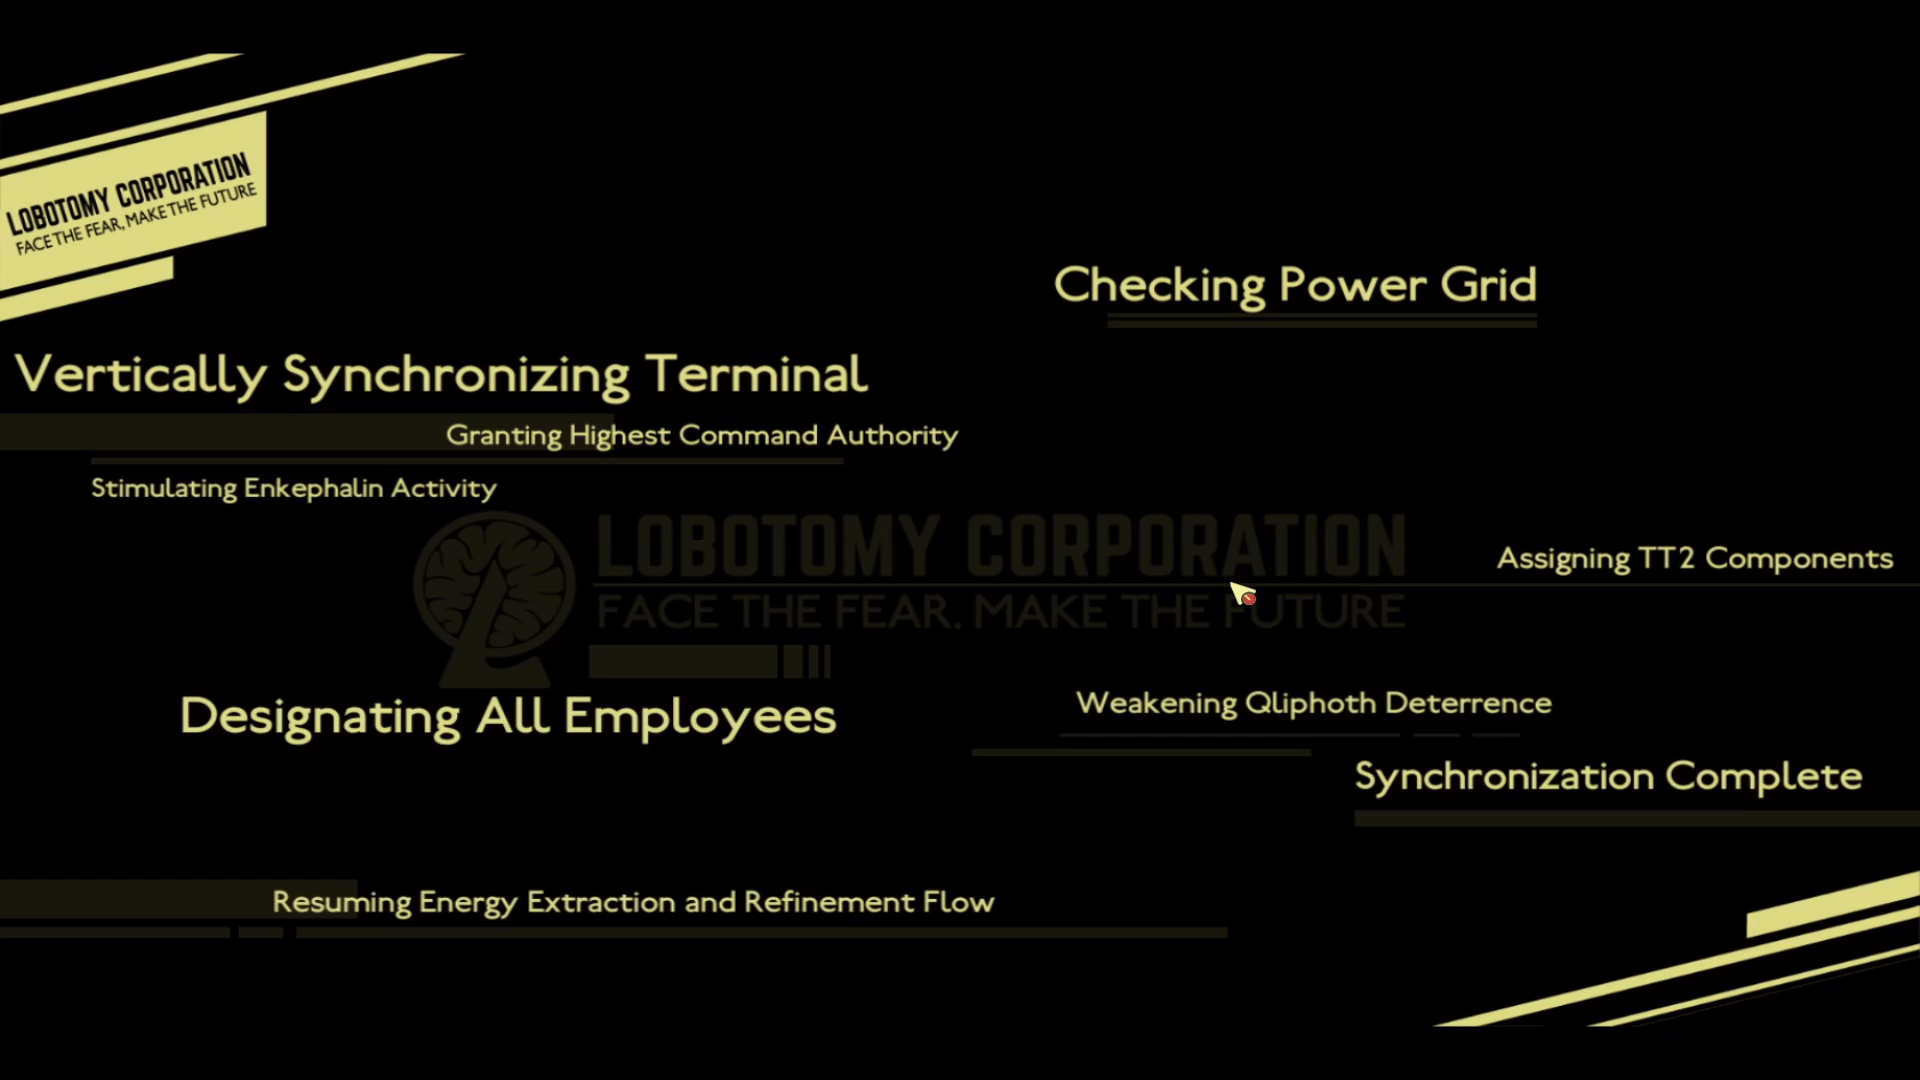 LOBOTOMY CORPORATION
FACE THE FEAR, MAKE THE FUTURE
Checking Power Grid
Vertically Synchronizing Terminal
Granting Highest Command Authority
Stimulating Enkephalin Activity
LOBOTOMY CORPORATION
FACE THE FEAR. MAKE THE FUTURE
Assigning TT2 Components
Designating All Employees
Weakening Qliphoth Deterrence
Synchronization Complete
Resuming Energy Extraction and Refinement Flow